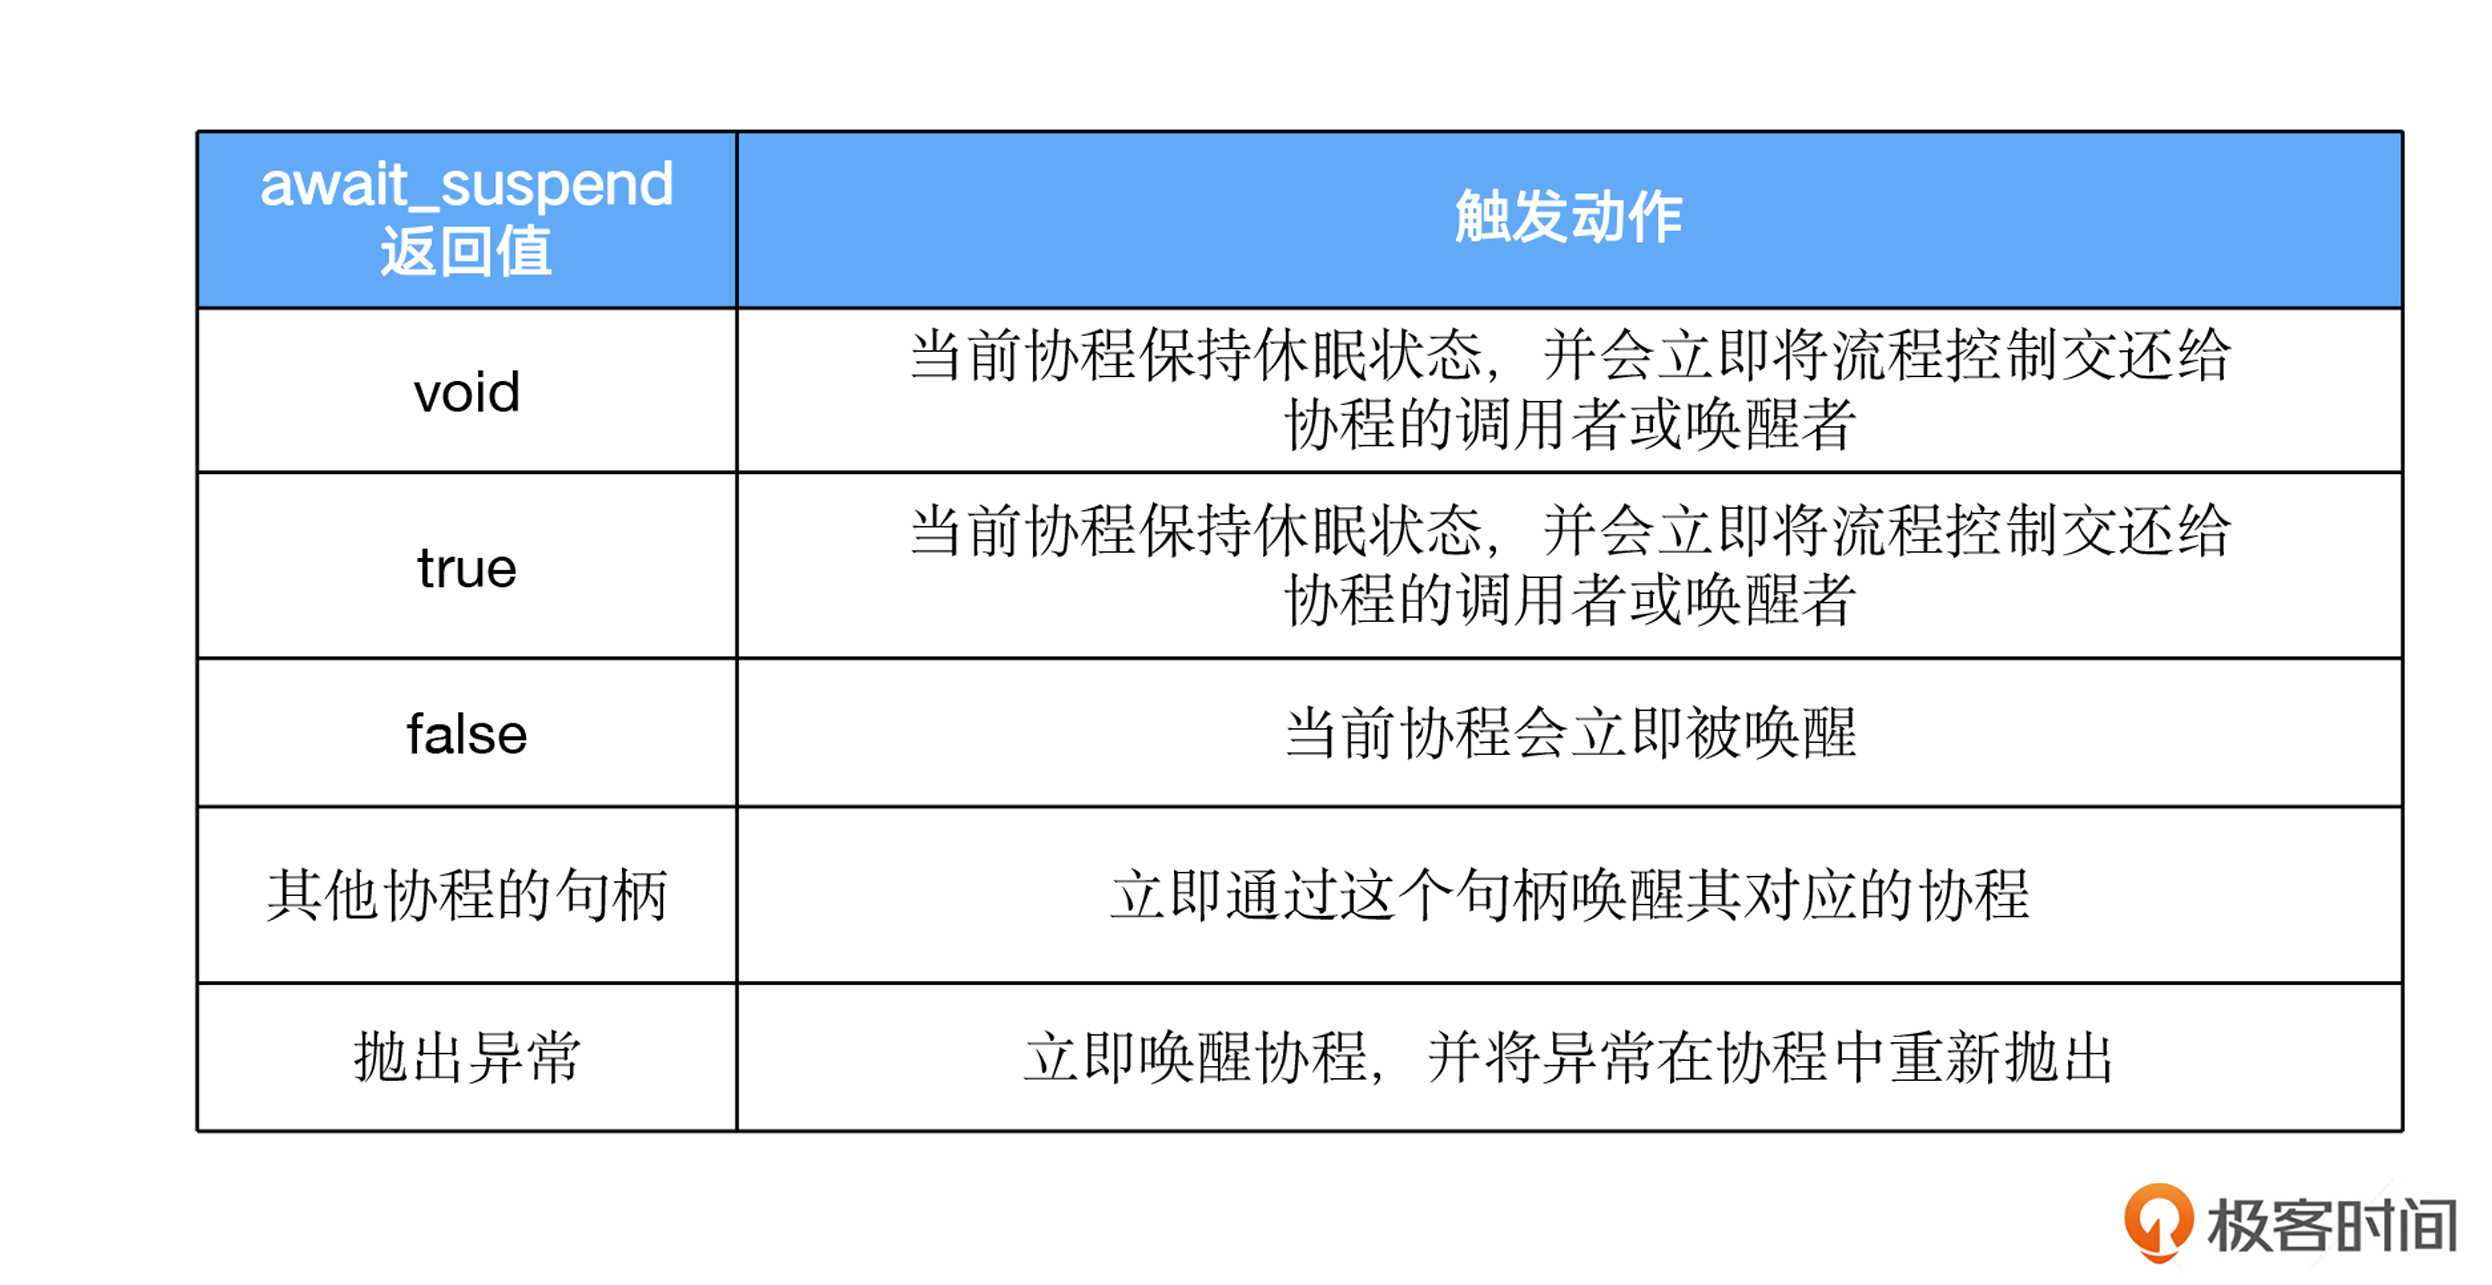 await_suspend
返回值
触发动作
void
当前协程保持休眠状态，并会立即将流程控制交还给
协程的调用者或唤醒者
true
当前协程保持休眠状态，并会立即将流程控制交还给
协程的调用者或唤醒者
false
当前协程会立即被唤醒
其他协程的句柄
立即通过这个句柄唤醒其对应的协程
抛出异常
立即唤醒协程，并将异常在协程中重新抛出
极客时间